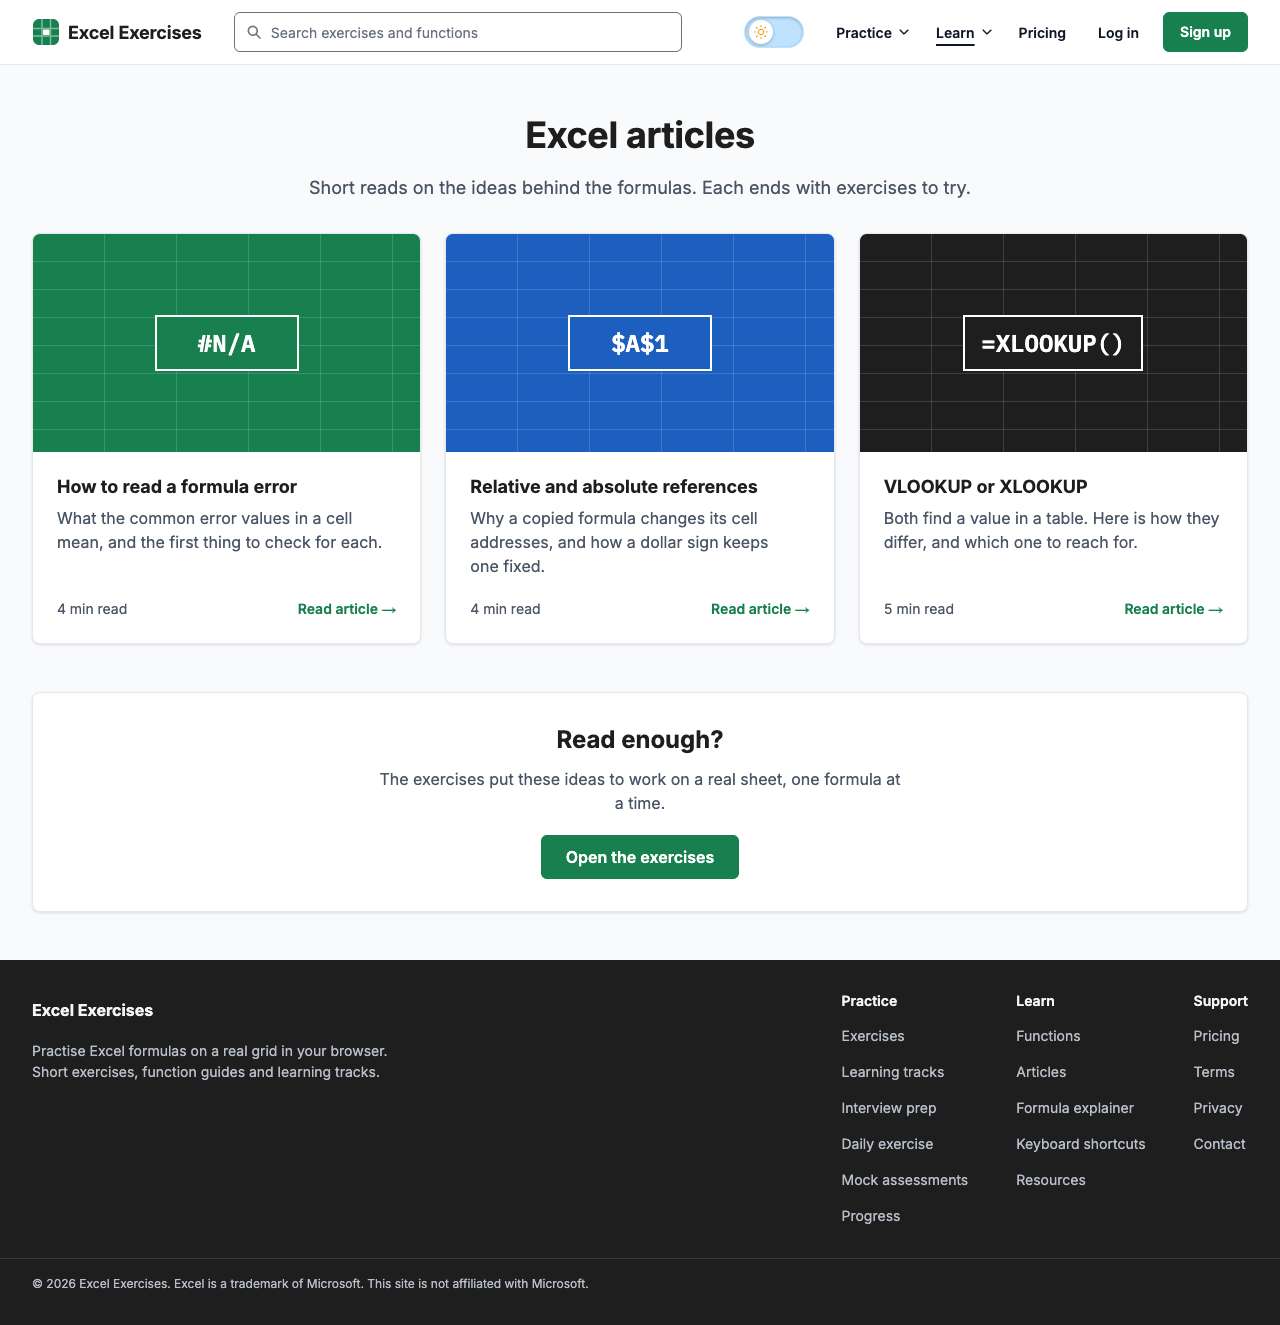 Excel Exercises
Search exercises and functions
Practice
Learn
Pricing
Log in
Sign up
Excel articles
Short reads on the ideas behind the formulas. Each ends with exercises to try.
#N/A
How to read a formula error
What the common error values in a cell
mean, and the first thing to check for each.
4 min read
Read article →
$A$1
Relative and absolute references
Why a copied formula changes its cell
addresses, and how a dollar sign keeps
one fixed.
4 min read
Read article →
=XLOOKUP()
VLOOKUP or XLOOKUP
Both find a value in a table. Here is how they
differ, and which one to reach for.
5 min read
Read article →
Read enough?
The exercises put these ideas to work on a real sheet, one formula at
a time.
Open the exercises
Excel Exercises
Practise Excel formulas on a real grid in your browser.
Short exercises, function guides and learning tracks.
Practice
Exercises
Learning tracks
Interview prep
Daily exercise
Mock assessments
Progress
Learn
Functions
Articles
Formula explainer
Keyboard shortcuts
Resources
Support
Pricing
Terms
Privacy
Contact
© 2026 Excel Exercises. Excel is a trademark of Microsoft. This site is not affiliated with Microsoft.